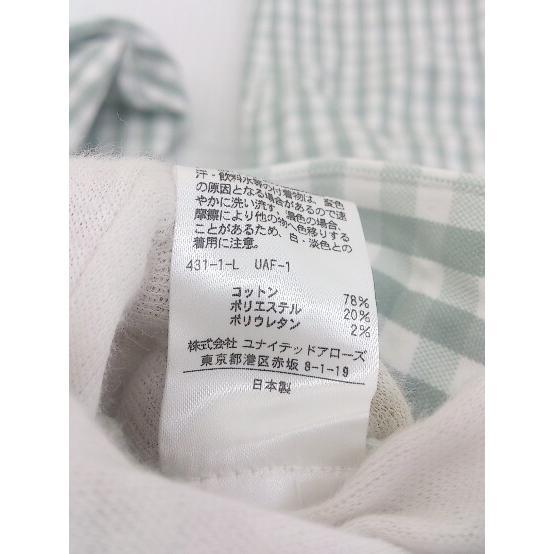 汗・飲料水等の付着物は、変色
の原因となる場合があるので速
やかに洗い流す。濃色の場合、
摩擦により他の物へ色移りする
ことがあるため、白・淡色との
着用に注意。
431-1-L UAF-1
コットン 78%
ポリエステル 20%
ポリウレタン 2%
株式会社 ユナイテッドアローズ
東京都港区赤坂 8-1-19
日本製